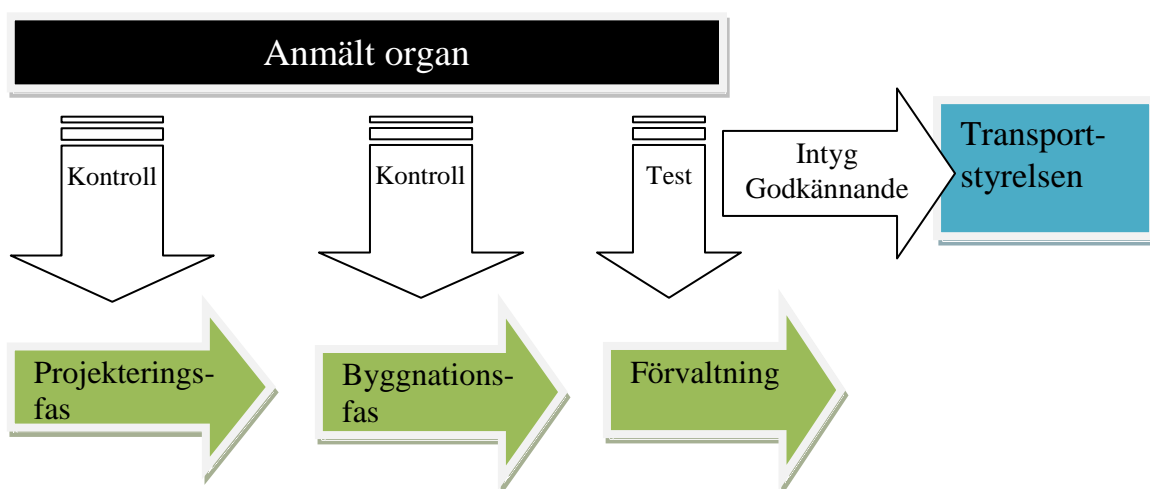 Anmält organ
Kontroll
Kontroll
Test
Intyg
Godkännande
Transport-
styrelsen
Projekterings-
fas
Byggnations-
fas
Förvaltning